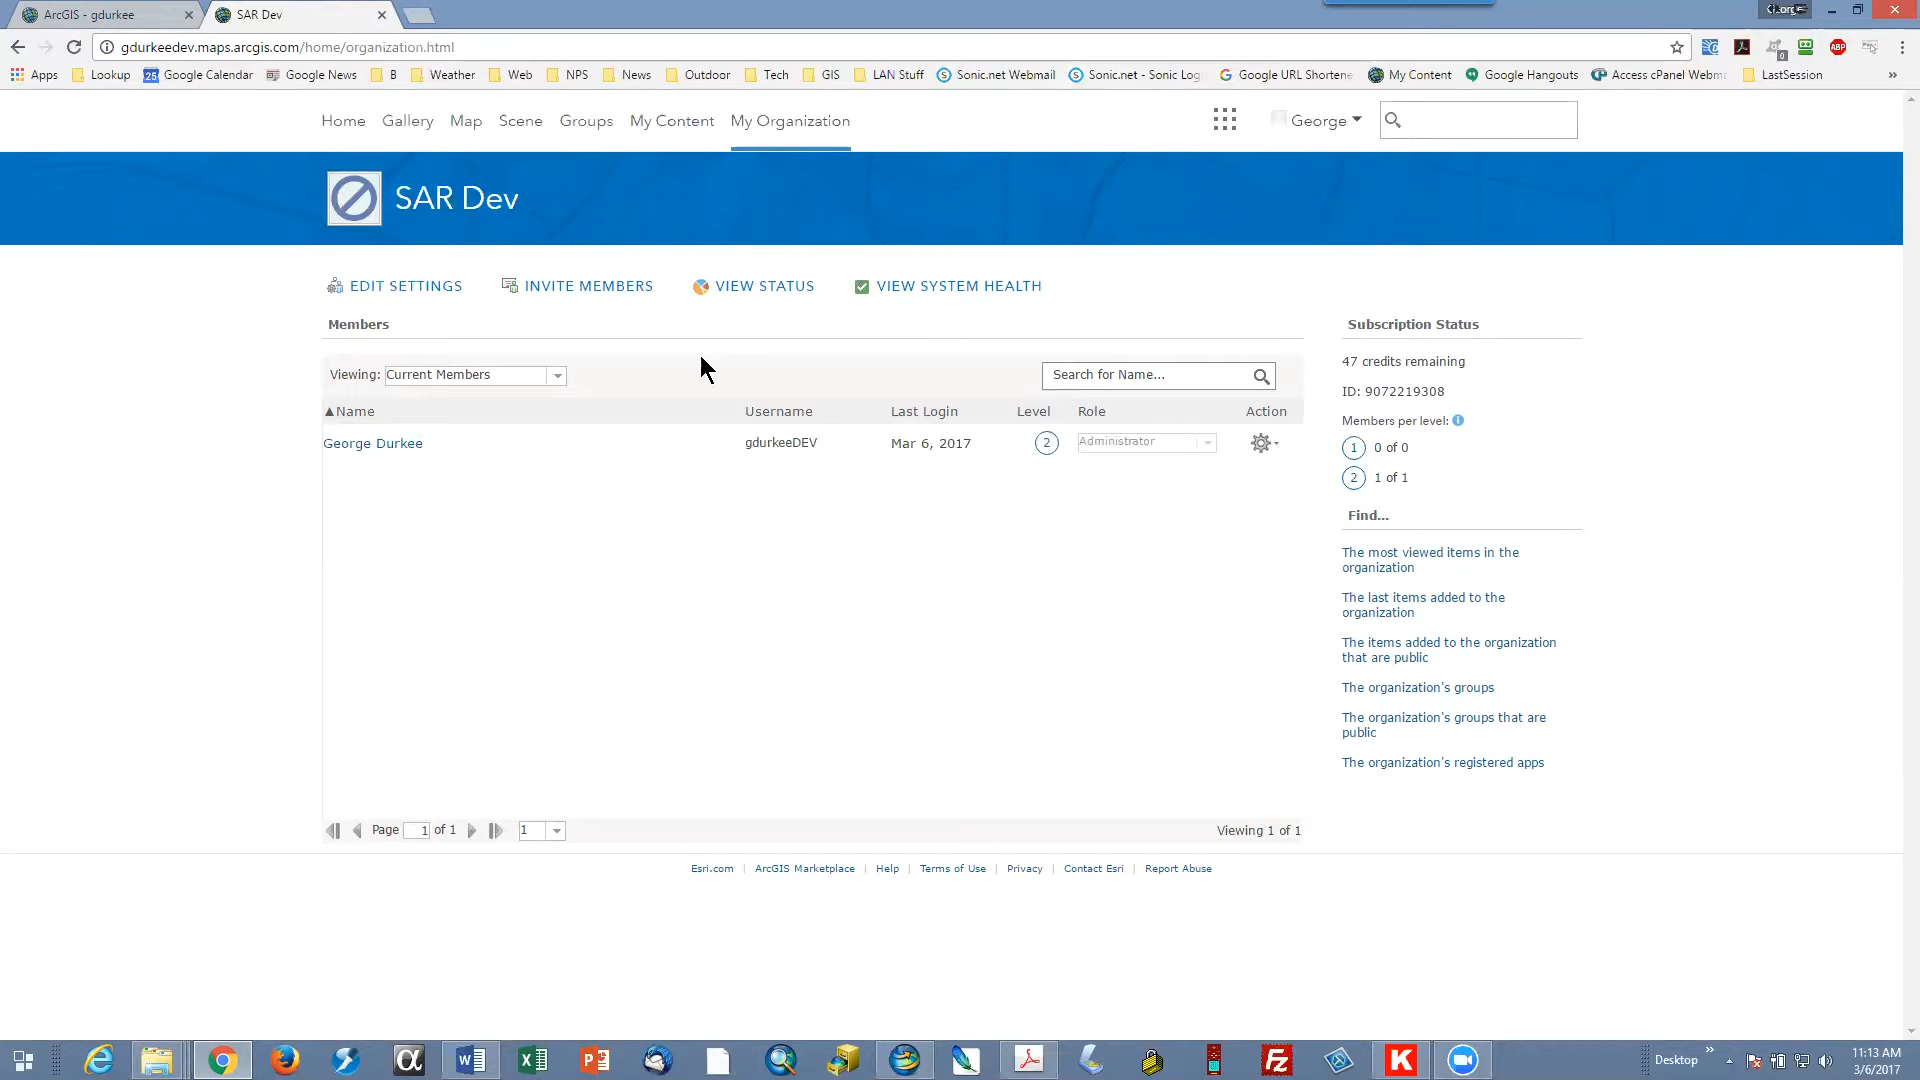 ArcGIS - gdurkee
SAR Dev
gdurkeedev.maps.arcgis.com/home/organization.html
Apps Lookup Google Calendar Google News B Weather Web NPS News Outdoor Tech GIS LAN Stuff Sonic.net Webmail Sonic.net - Sonic Log Google URL Shortene My Content Google Hangouts Access cPanel Webm LastSession »
Home Gallery Map Scene Groups My Content My Organization George
SAR Dev
EDIT SETTINGS INVITE MEMBERS VIEW STATUS VIEW SYSTEM HEALTH
Members
Viewing: Current Members Search for Name...
▲Name Username Last Login Level Role Action
George Durkee gdurkeeDEV Mar 6, 2017 2 Administrator
Page 1 of 1 1 Viewing 1 of 1
Subscription Status
47 credits remaining
ID: 9072219308
Members per level:
1 0 of 0
2 1 of 1
Find...
The most viewed items in the
organization
The last items added to the
organization
The items added to the organization
that are public
The organization's groups
The organization's groups that are
public
The organization's registered apps
Esri.com | ArcGIS Marketplace | Help | Terms of Use | Privacy | Contact Esri | Report Abuse
Desktop »
11:13 AM
3/6/2017